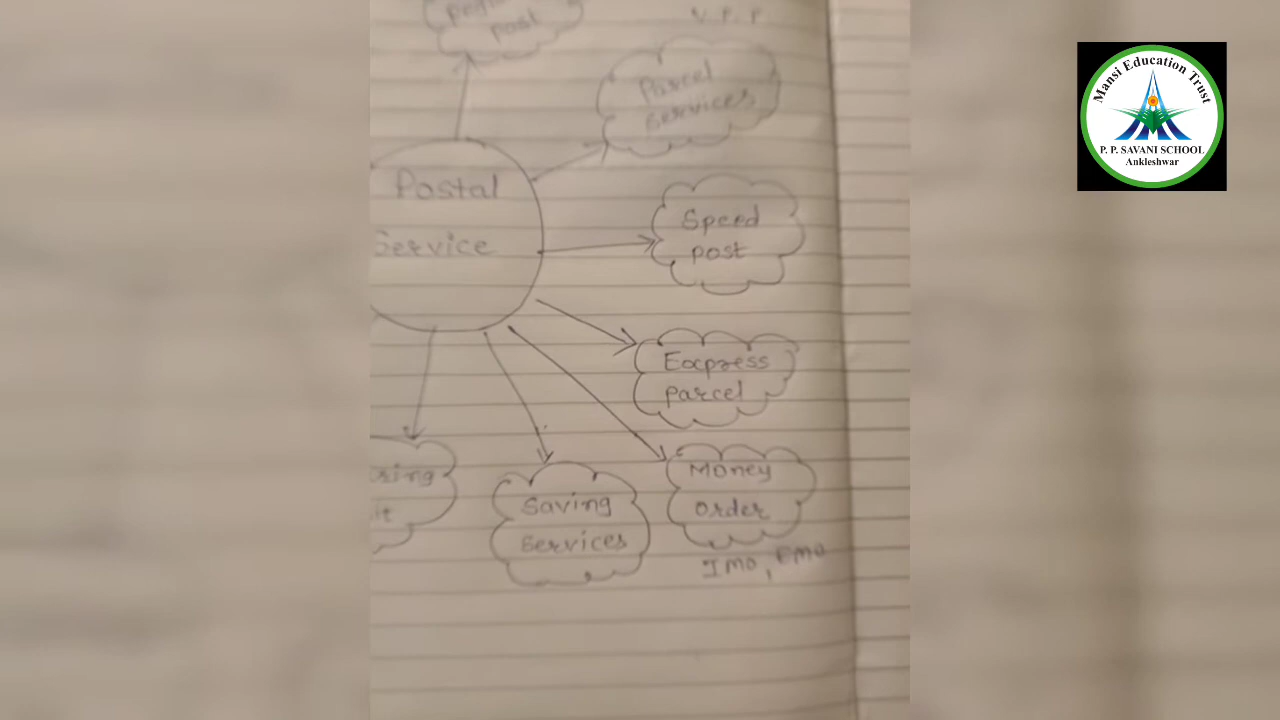 post
V. P. P
Parcel
services
Postal
Service
Speed
post
Express
parcel
Money
order
IMO, EMO
Saving
services
Mansi Education Trust
P. P. SAVANI SCHOOL
Ankleshwar